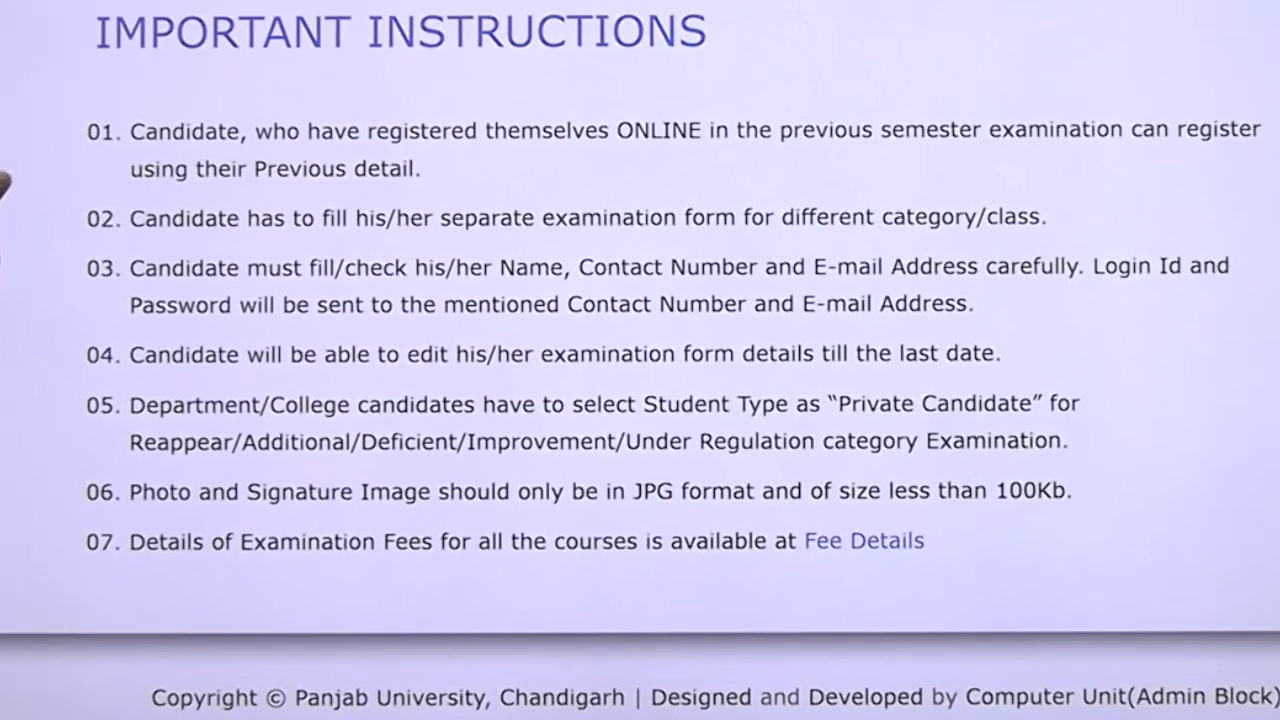 IMPORTANT INSTRUCTIONS
01. Candidate, who have registered themselves ONLINE in the previous semester examination can register
using their Previous detail.
02. Candidate has to fill his/her separate examination form for different category/class.
03. Candidate must fill/check his/her Name, Contact Number and E-mail Address carefully. Login Id and
Password will be sent to the mentioned Contact Number and E-mail Address.
04. Candidate will be able to edit his/her examination form details till the last date.
05. Department/College candidates have to select Student Type as “Private Candidate” for
Reappear/Additional/Deficient/Improvement/Under Regulation category Examination.
06. Photo and Signature Image should only be in JPG format and of size less than 100Kb.
07. Details of Examination Fees for all the courses is available at Fee Details
Copyright © Panjab University, Chandigarh | Designed and Developed by Computer Unit(Admin Block)